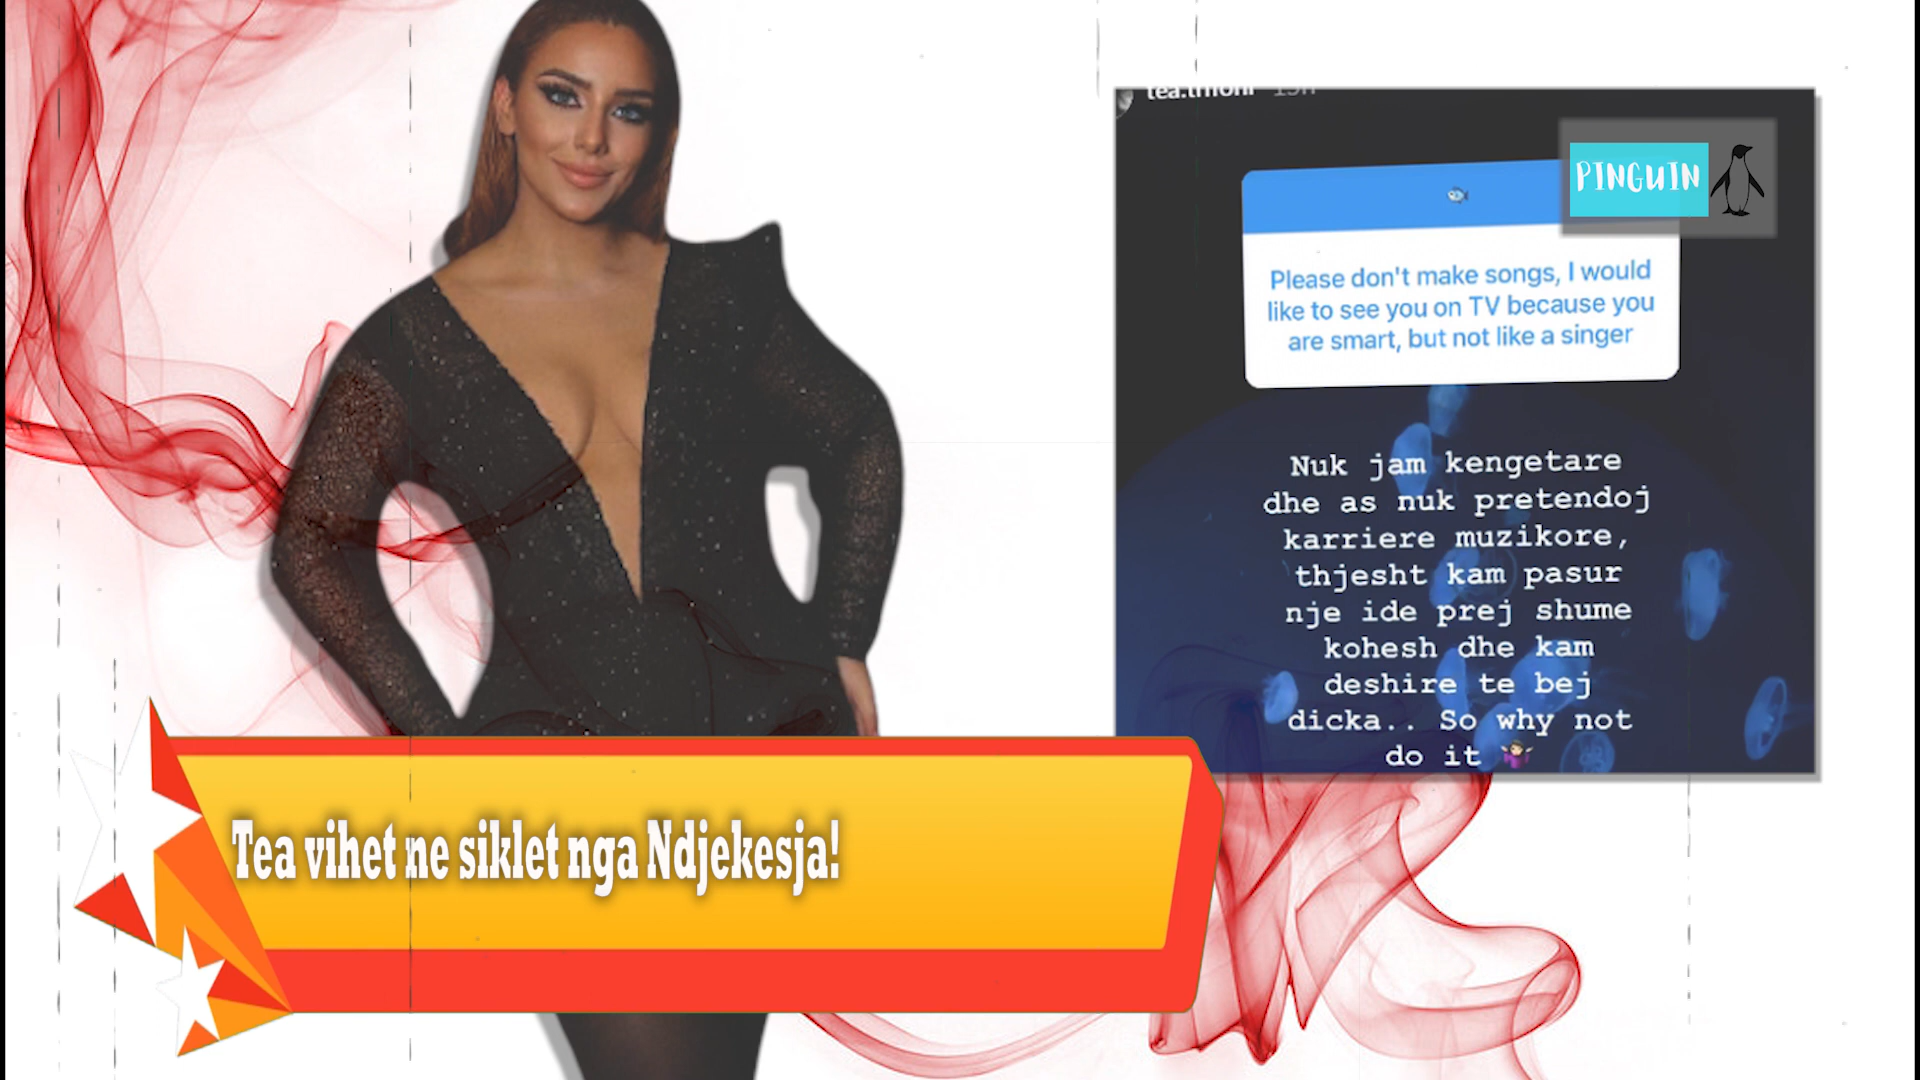 PINGUIN
Please don't make songs, I would
like to see you on TV because you
are smart, but not like a singer
Nuk jam kengetare
dhe as nuk pretendoj
karriere muzikore,
thjesht kam pasur
nje ide prej shume
kohesh dhe kam
deshire te bej
dicka.. So why not
do it 🤷🏻‍♀️
Tea vihet ne siklet nga Ndjekesja!